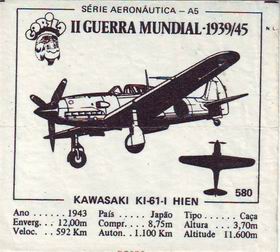 SÉRIE AERONÁUTICA - A5
II GUERRA MUNDIAL-1939/45
N L.
580
KAWASAKI KI-61-I HIEN
Ano ...... 1943 País ..... Japão Tipo ..... Caça
Enverg. 12,00m Compr. 8,75m Altura .. 3,70m
Veloc. .. 592 Km Auton. 1.100 Km Altitude 11.600m